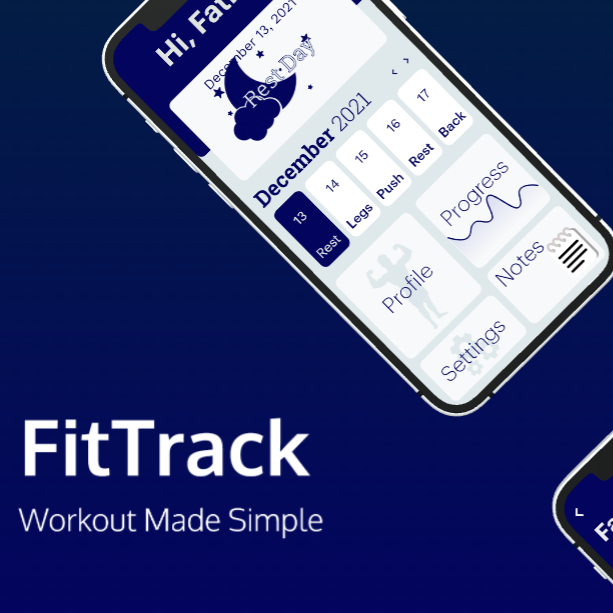 Hi,
December 13, 2021
Rest Day
December 2021
< >
13
Rest
14
Legs
15
Push
16
Rest
17
Back
Profile
Progress
Settings
Notes
FitTrack
Workout Made Simple